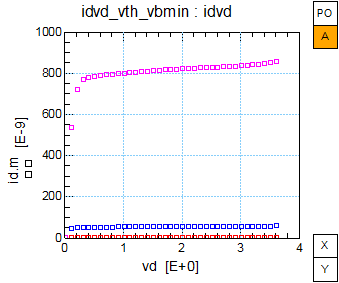 idvd_vth_vbmin : idvd
PO
A
1000
800
600
400
200
0
id.m [E-9]
0 1 2 3 4
vd [E+0]
X
Y